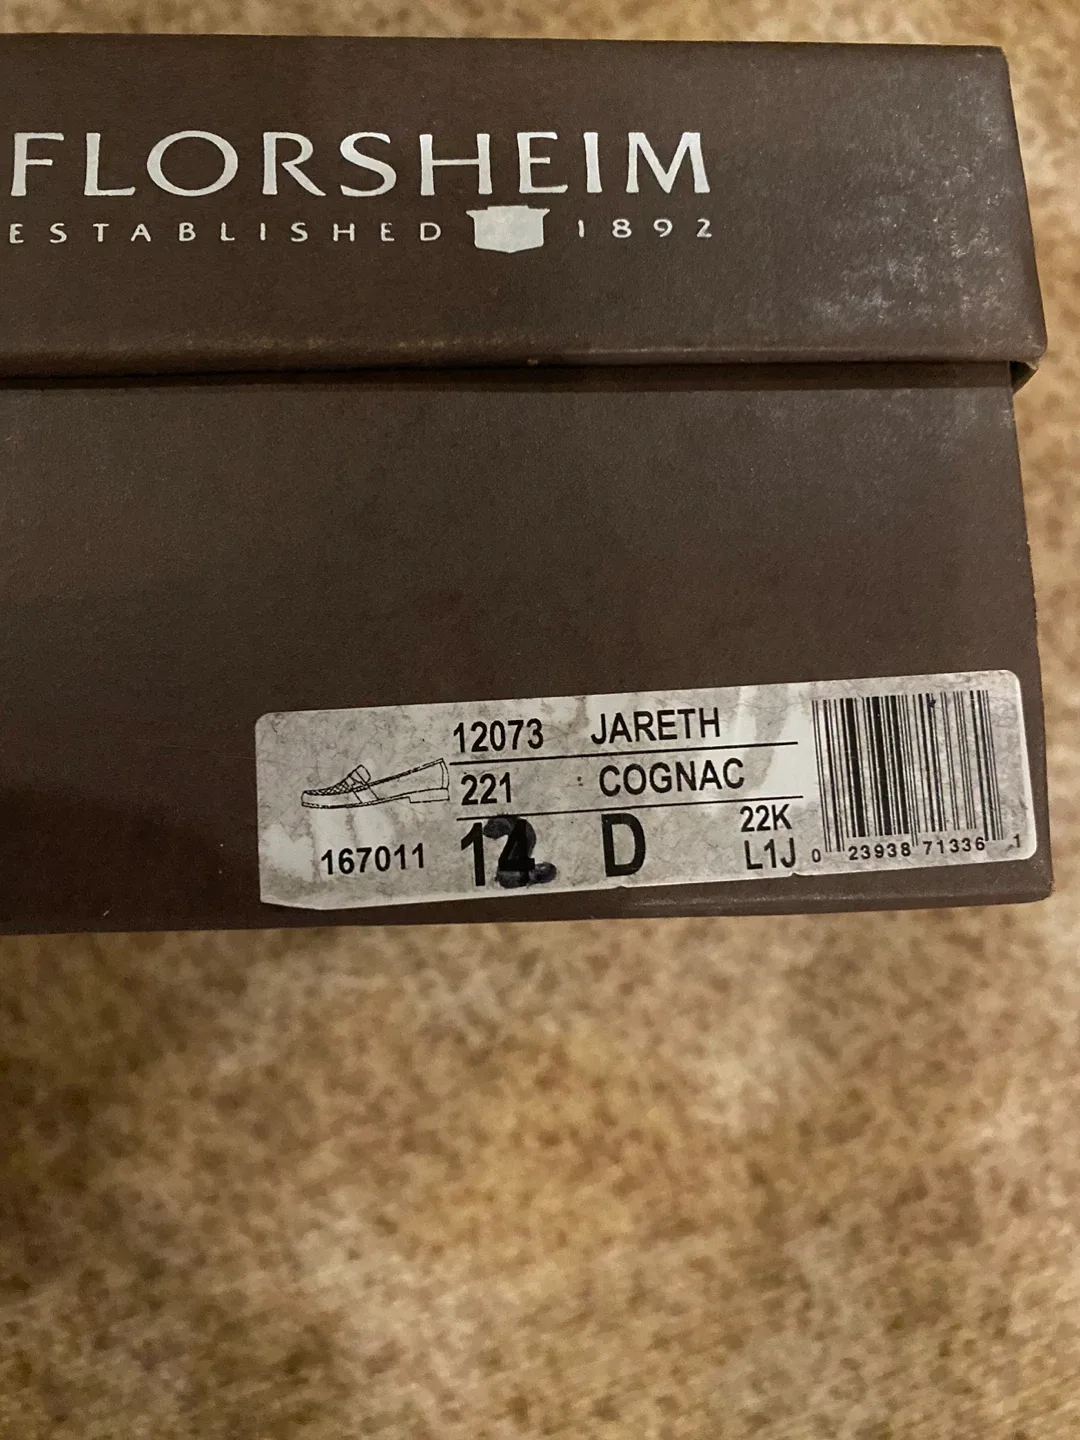 FLORSHEIM
ESTABLISHED 1892
12073 JARETH
221 COGNAC
167011 D 22K
L1J
0 23938 71336 1